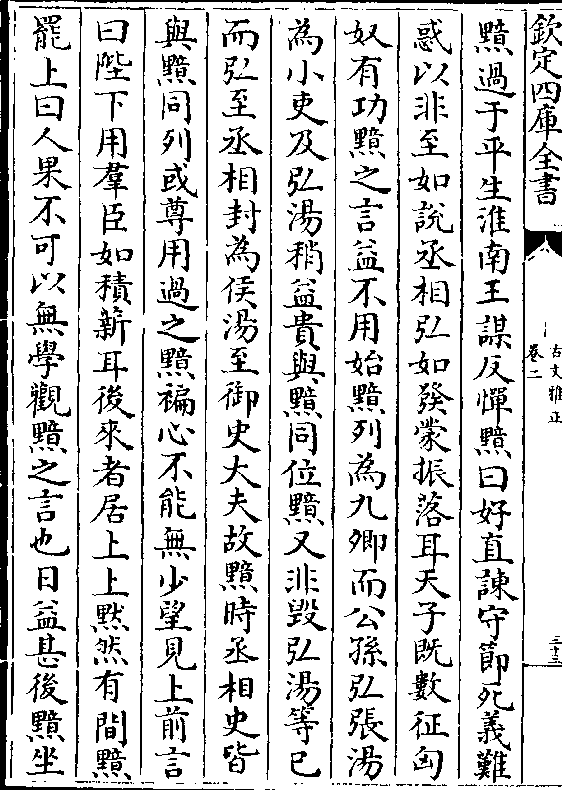 欽定四庫全書
古文雅正
卷二
三十三
黯過于平生淮南王謀反憚黯曰好直諫守節死義難
惑以非至如說丞相弘如發蒙振落耳天子既數征匈
奴有功黯之言益不用始黯列為九卿而公孫弘張湯
為小吏及弘湯稍益貴與黯同位黯又非毀弘湯等已
而弘至丞相封為侯湯至御史大夫故黯時丞相史皆
與黯同列或尊用過之黯褊心不能無少望見上前言
曰陛下用羣臣如積薪耳後來者居上上黙然有間黯
罷上曰人果不可以無學觀黯之言也日益甚後黯坐